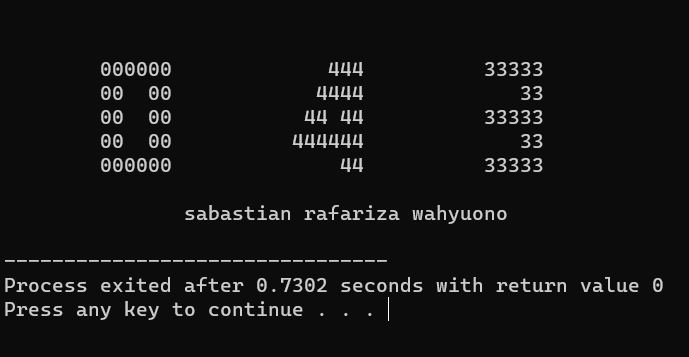 000000             444          33333
        00  00            4444             33
        00  00           44 44          33333
        00  00          444444             33
        000000              44          33333
               sabastian rafariza wahyuono
--------------------------------
Process exited after 0.7302 seconds with return value 0
Press any key to continue . . .